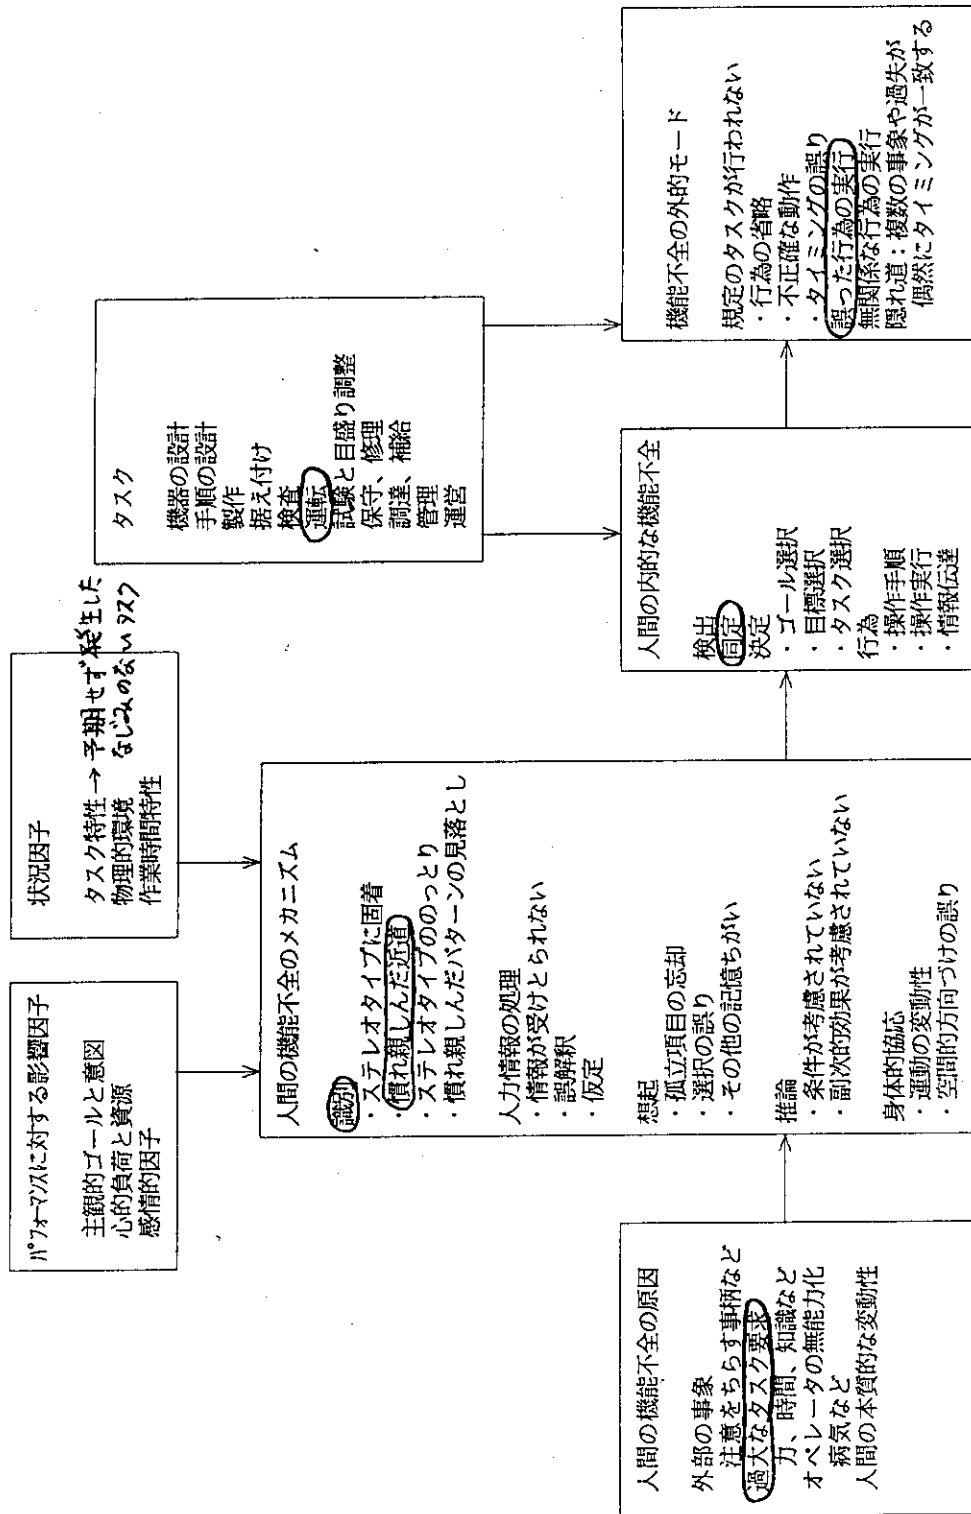 パフォーマンスに対する影響因子
主観的ゴールと意図
心的負荷と資源
感情的因子
状況因子
タスク特性→予期せず発生した
なじみのないタスク
物理的環境
作業時間特性
タスク
機器の設計
手順の設計
製作
据え付け
検査
運転
試験と目盛り調整
保守、修理
調達、補給
管理
運営
人間の機能不全の原因
外部の事象
注意をちらす事柄など
過大なタスク要求
力、時間、知識など
オペレータの無能力化
病気など
人間の本質的な変動性
人間の機能不全のメカニズム
識別
・ステレオタイプに固着
・慣れ親しんだ近道
・ステレオタイプののっとり
・慣れ親しんだパターンの見落とし
入力情報の処理
・情報が受けとられない
・誤解釈
・仮定
想起
・孤立項目の忘却
・選択の誤り
・その他の記憶ちがい
推論
・条件が考慮されていない
・副次的効果が考慮されていない
身体的協応
・運動の変動性
・空間的方向づけの誤り
人間の内的な機能不全
検出
同定
決定
・ゴール選択
・目標選択
・タスク選択
行為
・操作手順
・操作実行
・情報伝達
機能不全の外的モード
規定のタスクが行われない
・行為の省略
・不正確な動作
・タイミングの誤り
誤った行為の実行
無関係な行為の実行
隠れ道：複数の事象や過失が
偶然にタイミングが一致する